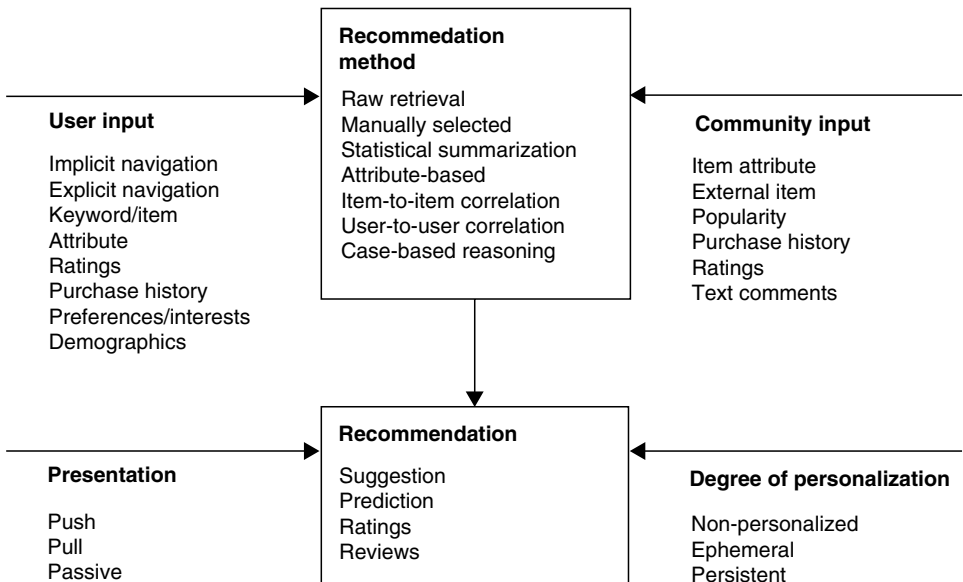 Recommedation
method
Raw retrieval
Manually selected
Statistical summarization
Attribute-based
Item-to-item correlation
User-to-user correlation
Case-based reasoning
User input
Implicit navigation
Explicit navigation
Keyword/item
Attribute
Ratings
Purchase history
Preferences/interests
Demographics
Community input
Item attribute
External item
Popularity
Purchase history
Ratings
Text comments
Recommendation
Suggestion
Prediction
Ratings
Reviews
Presentation
Push
Pull
Passive
Degree of personalization
Non-personalized
Ephemeral
Persistent